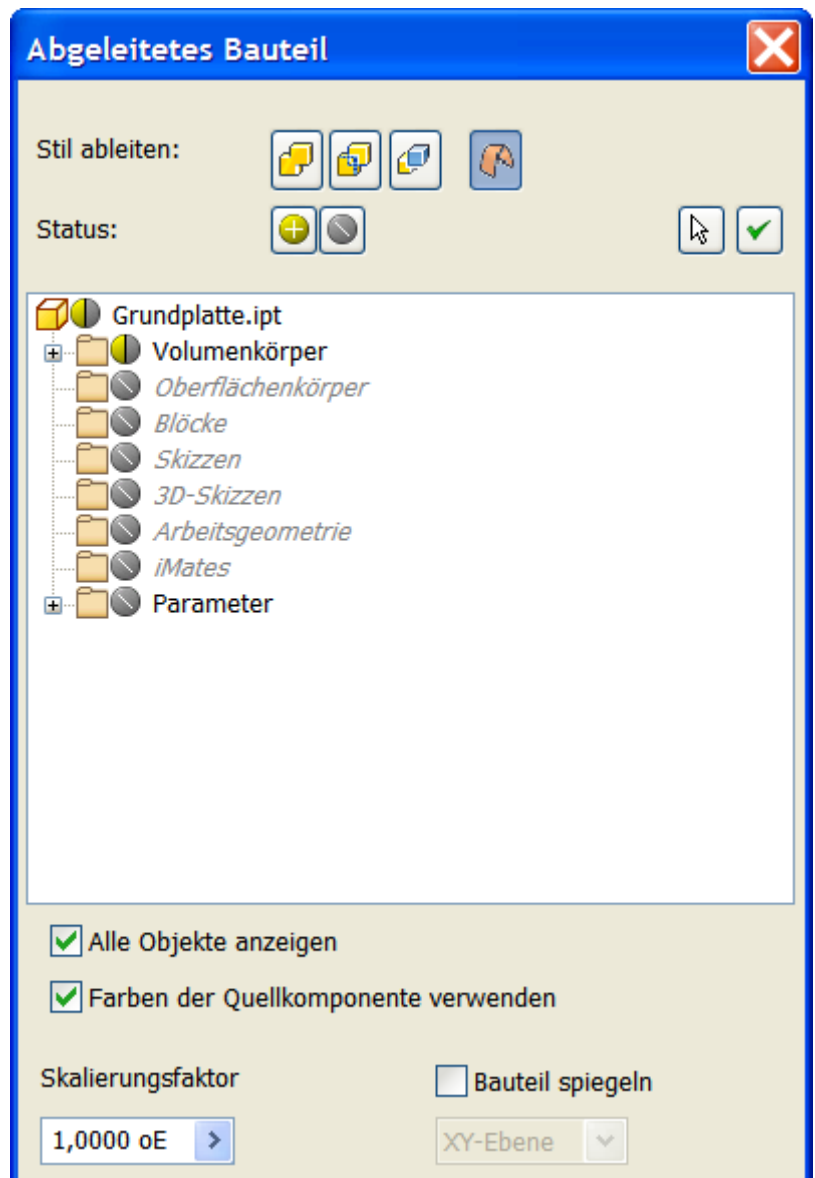 Abgeleitetes Bauteil
Stil ableiten:
Status:
Grundplatte.ipt
Volumenkörper
Oberflächenkörper
Blöcke
Skizzen
3D-Skizzen
Arbeitsgeometrie
iMates
Parameter
Alle Objekte anzeigen
Farben der Quellkomponente verwenden
Skalierungsfaktor
Bauteil spiegeln
1,0000 oE
XY-Ebene